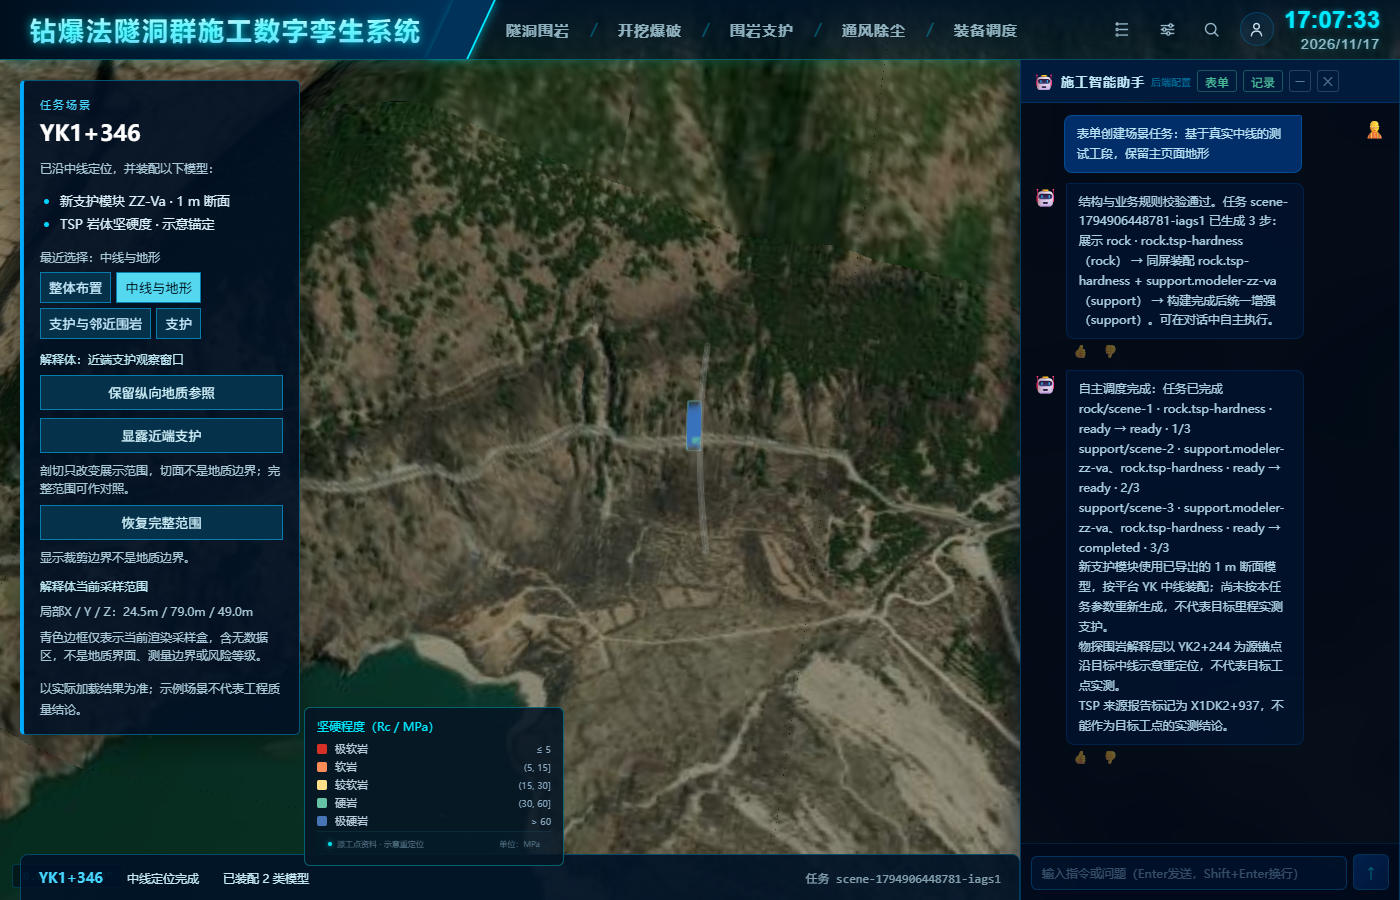 钻爆法隧洞群施工数字孪生系统
隧洞围岩 / 开挖爆破 / 围岩支护 / 通风除尘 / 装备调度
17:07:33
2026/11/17
任务场景
YK1+346
已沿中线定位，并装配以下模型：
新支护模块 ZZ-Va · 1 m 断面
TSP 岩体坚硬度 · 示意锚定
最近选择：中线与地形
整体布置 中线与地形
支护与邻近围岩 支护
解释体：近端支护观察窗口
保留纵向地质参照
显露近端支护
剖切只改变展示范围，切面不是地质边界；完
整范围可作对照。
恢复完整范围
显示裁剪边界不是地质边界。
解释体当前采样范围
局部X / Y / Z：24.5m / 79.0m / 49.0m
青色边框仅表示当前渲染采样盒，含无数据
区，不是地质界面、测量边界或风险等级。
以实际加载结果为准；示例场景不代表工程质
量结论。
坚硬程度（Rc / MPa）
极软岩 ≤ 5
软岩 (5, 15]
较软岩 (15, 30]
硬岩 (30, 60]
极硬岩 > 60
源工点资料 · 示意重定位 单位：MPa
YK1+346 中线定位完成 已装配 2 类模型 任务 scene-1794906448781-iags1
施工智能助手 后端配置 表单 记录
表单创建场景任务：基于真实中线的测
试工段，保留主页面地形
结构与业务规则校验通过。任务 scene-
1794906448781-iags1 已生成 3 步：
展示 rock · rock.tsp-hardness
（rock） → 同屏装配 rock.tsp-
hardness + support.modeler-zz-va
（support） → 构建完成后统一增强
（support）。可在对话中自主执行。
自主调度完成：任务已完成
rock/scene-1 · rock.tsp-hardness ·
ready → ready · 1/3
support/scene-2 · support.modeler-
zz-va、rock.tsp-hardness · ready →
ready · 2/3
support/scene-3 · support.modeler-
zz-va、rock.tsp-hardness · ready →
completed · 3/3
新支护模块使用已导出的 1 m 断面模
型，按平台 YK 中线装配；尚未按本任
务参数重新生成，不代表目标里程实测
支护。
物探围岩解释层以 YK2+244 为源锚点
沿目标中线示意重定位，不代表目标工
点实测。
TSP 来源报告标记为 X1DK2+937，不
能作为目标工点的实测结论。
输入指令或问题（Enter发送，Shift+Enter换行）